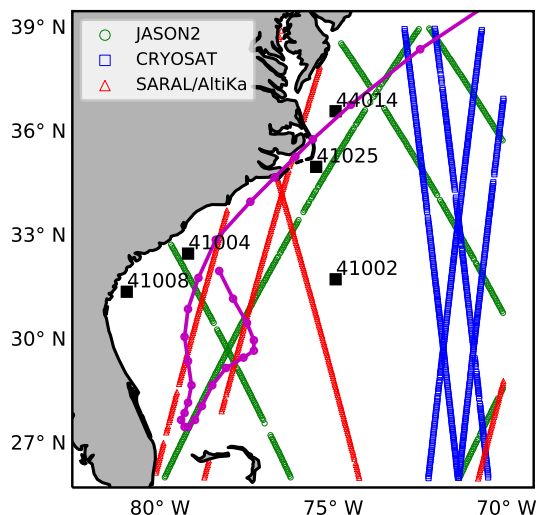 39° N
JASON2
CRYOSAT
SARAL/AltiKa
44014
36° N
41025
33° N
41004
41002
41008
30° N
27° N
80° W
75° W
70° W